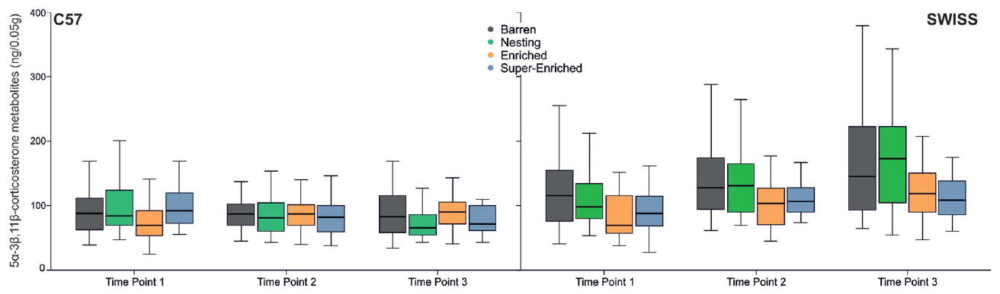 C57
SWISS
5α-3β.11β-corticosterone metabolites (ng/0.05g)
400
300
200
100
0
Barren
Nesting
Enriched
Super-Enriched
Time Point 1
Time Point 2
Time Point 3
Time Point 1
Time Point 2
Time Point 3